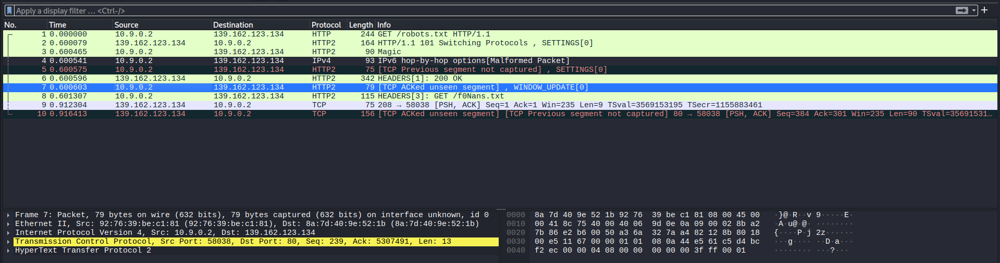 Apply a display filter … <Ctrl-/>
No. Time Source Destination Protocol Length Info
1 0.000000 10.9.0.2 139.162.123.134 HTTP 244 GET /robots.txt HTTP/1.1
2 0.600079 139.162.123.134 10.9.0.2 HTTP2 164 HTTP/1.1 101 Switching Protocols , SETTINGS[0]
3 0.600465 10.9.0.2 139.162.123.134 HTTP2 90 Magic
4 0.600541 10.9.0.2 139.162.123.134 IPv4 93 IPv6 hop-by-hop options[Malformed Packet]
5 0.600575 10.9.0.2 139.162.123.134 HTTP2 75 [TCP Previous segment not captured] , SETTINGS[0]
6 0.600596 139.162.123.134 10.9.0.2 HTTP2 342 HEADERS[1]: 200 OK
7 0.600603 10.9.0.2 139.162.123.134 HTTP2 79 [TCP ACKed unseen segment] , WINDOW_UPDATE[0]
8 0.601307 10.9.0.2 139.162.123.134 HTTP2 115 HEADERS[3]: GET /f0Nans.txt
9 0.912304 139.162.123.134 10.9.0.2 TCP 75 208 → 58038 [PSH, ACK] Seq=1 Ack=1 Win=235 Len=9 TSval=3569153195 TSecr=1155883461
10 0.916413 139.162.123.134 10.9.0.2 TCP 156 [TCP ACKed unseen segment] [TCP Previous segment not captured] 80 → 58038 [PSH, ACK] Seq=384 Ack=301 Win=235 Len=90 TSval=35691531…
Frame 7: Packet, 79 bytes on wire (632 bits), 79 bytes captured (632 bits) on interface unknown, id 0
Ethernet II, Src: 92:76:39:be:c1:81 (92:76:39:be:c1:81), Dst: 8a:7d:40:9e:52:1b (8a:7d:40:9e:52:1b)
Internet Protocol Version 4, Src: 10.9.0.2, Dst: 139.162.123.134
Transmission Control Protocol, Src Port: 58038, Dst Port: 80, Seq: 239, Ack: 5307491, Len: 13
HyperText Transfer Protocol 2
0000 8a 7d 40 9e 52 1b 92 76 39 be c1 81 08 00 45 00 ·}@·R··v 9·····E·
0010 00 41 8c 75 40 00 40 06 9d 0e 0a 09 00 02 8b a2 ·A·u@·@· ········
0020 7b 86 e2 b6 00 50 a3 6a 32 7a a4 82 12 8b 80 18 {····P·j 2z······
0030 00 e5 11 67 00 00 01 01 08 0a 44 e5 61 c5 d4 bc ···g···· ··D·a···
0040 f2 ec 00 00 04 08 00 00 00 00 00 3f ff 00 01 ········ ···?···